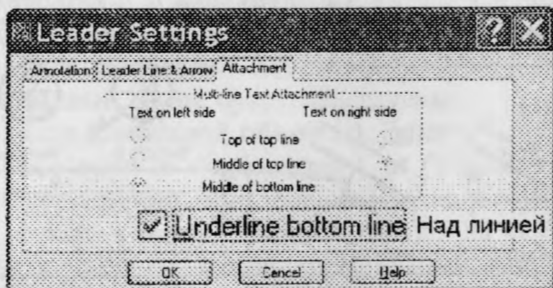 Leader Settings ? X
Annotation Leader Line & Arrow Attachment
Multi-line Text Attachment
Text on left side Text on right side
Top of top line
Middle of top line
Middle of bottom line
Underline bottom line Над линией
OK Cancel Help